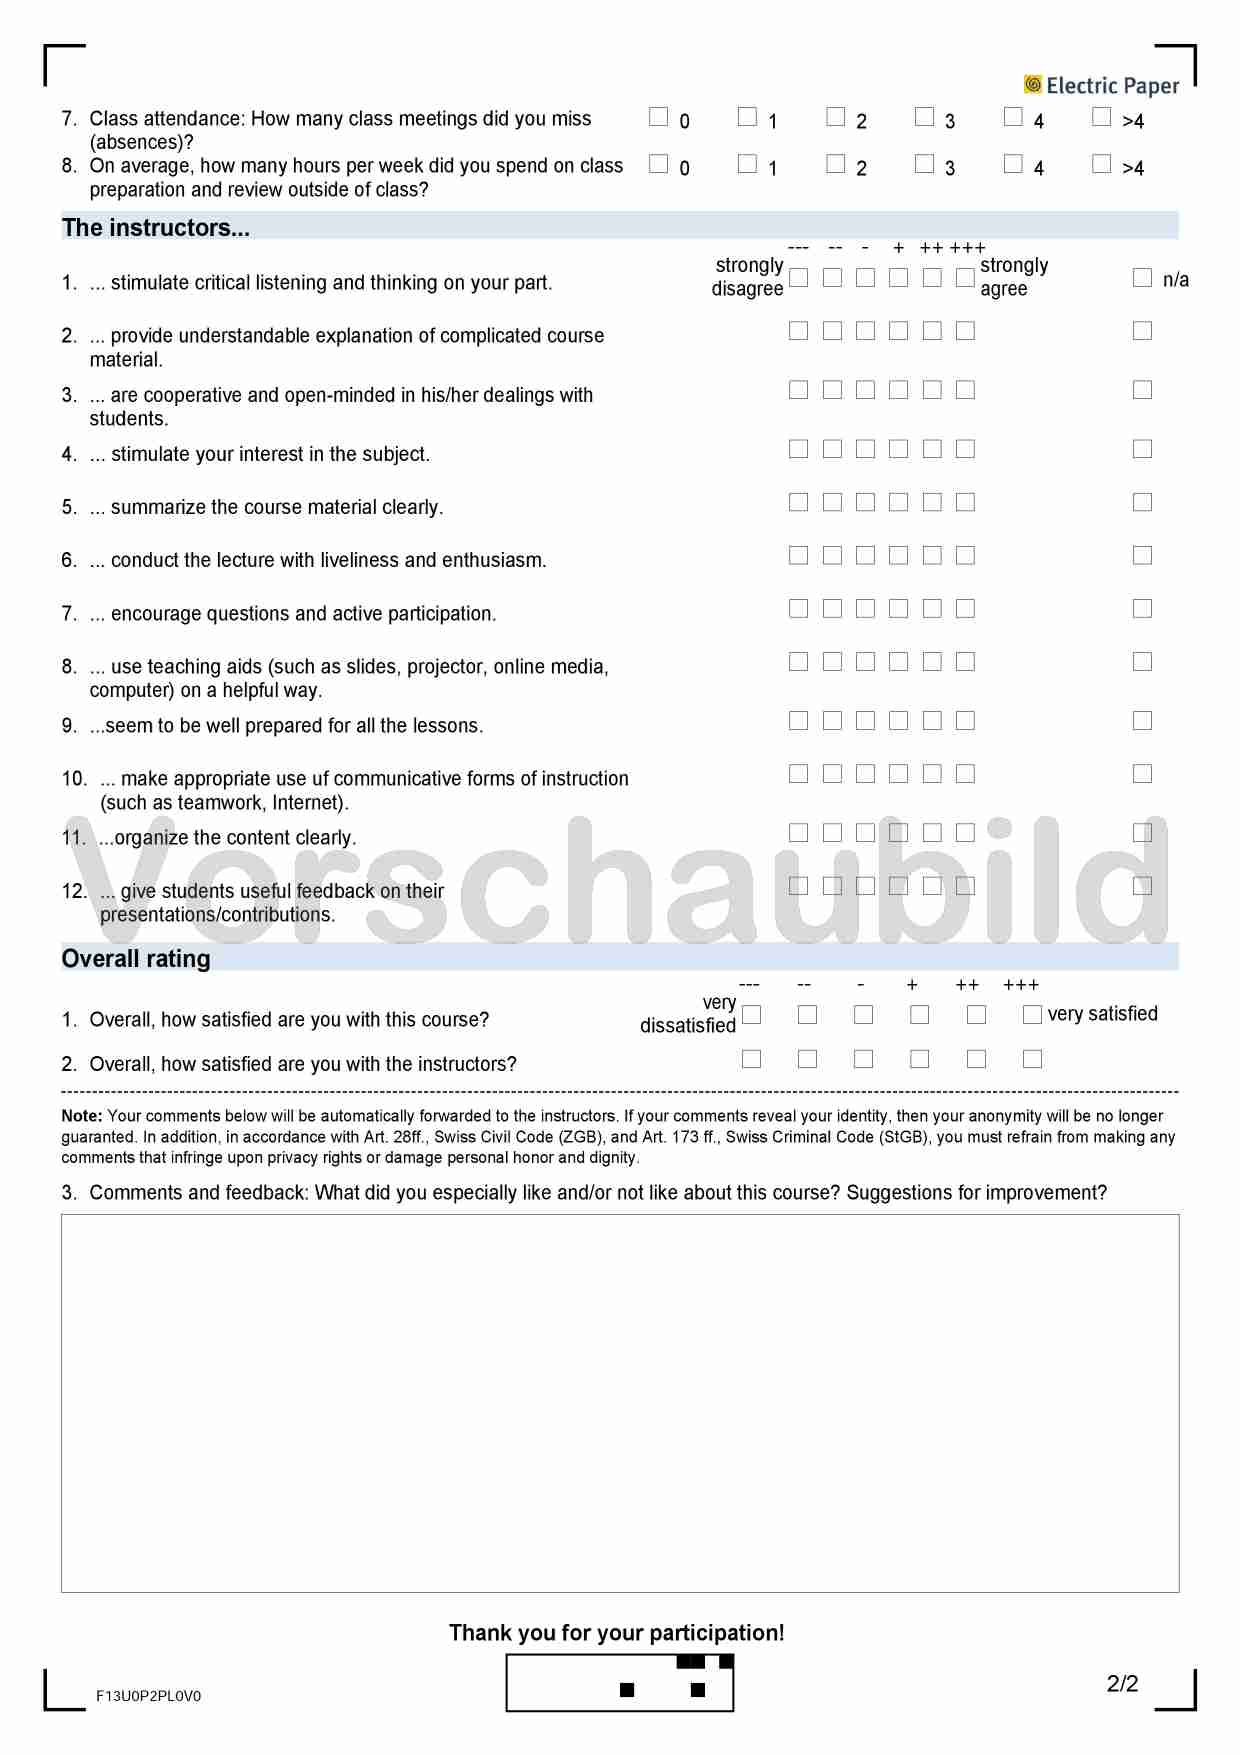 Electric Paper
7. Class attendance: How many class meetings did you miss 0 1 2 3 4 >4
(absences)?
8. On average, how many hours per week did you spend on class 0 1 2 3 4 >4
preparation and review outside of class?
The instructors...
--- -- - + ++ +++
strongly disagree strongly agree n/a
1. ... stimulate critical listening and thinking on your part.
2. ... provide understandable explanation of complicated course
material.
3. ... are cooperative and open-minded in his/her dealings with
students.
4. ... stimulate your interest in the subject.
5. ... summarize the course material clearly.
6. ... conduct the lecture with liveliness and enthusiasm.
7. ... encourage questions and active participation.
8. ... use teaching aids (such as slides, projector, online media,
computer) on a helpful way.
9. ...seem to be well prepared for all the lessons.
10. ... make appropriate use uf communicative forms of instruction
(such as teamwork, Internet).
11. ...organize the content clearly.
Vorschaubild
12. ... give students useful feedback on their
presentations/contributions.
Overall rating
--- -- - + ++ +++
very dissatisfied very satisfied
1. Overall, how satisfied are you with this course?
2. Overall, how satisfied are you with the instructors?
Note: Your comments below will be automatically forwarded to the instructors. If your comments reveal your identity, then your anonymity will be no longer
guaranted. In addition, in accordance with Art. 28ff., Swiss Civil Code (ZGB), and Art. 173 ff., Swiss Criminal Code (StGB), you must refrain from making any
comments that infringe upon privacy rights or damage personal honor and dignity.
3. Comments and feedback: What did you especially like and/or not like about this course? Suggestions for improvement?
Thank you for your participation!
F13U0P2PL0V0
2/2